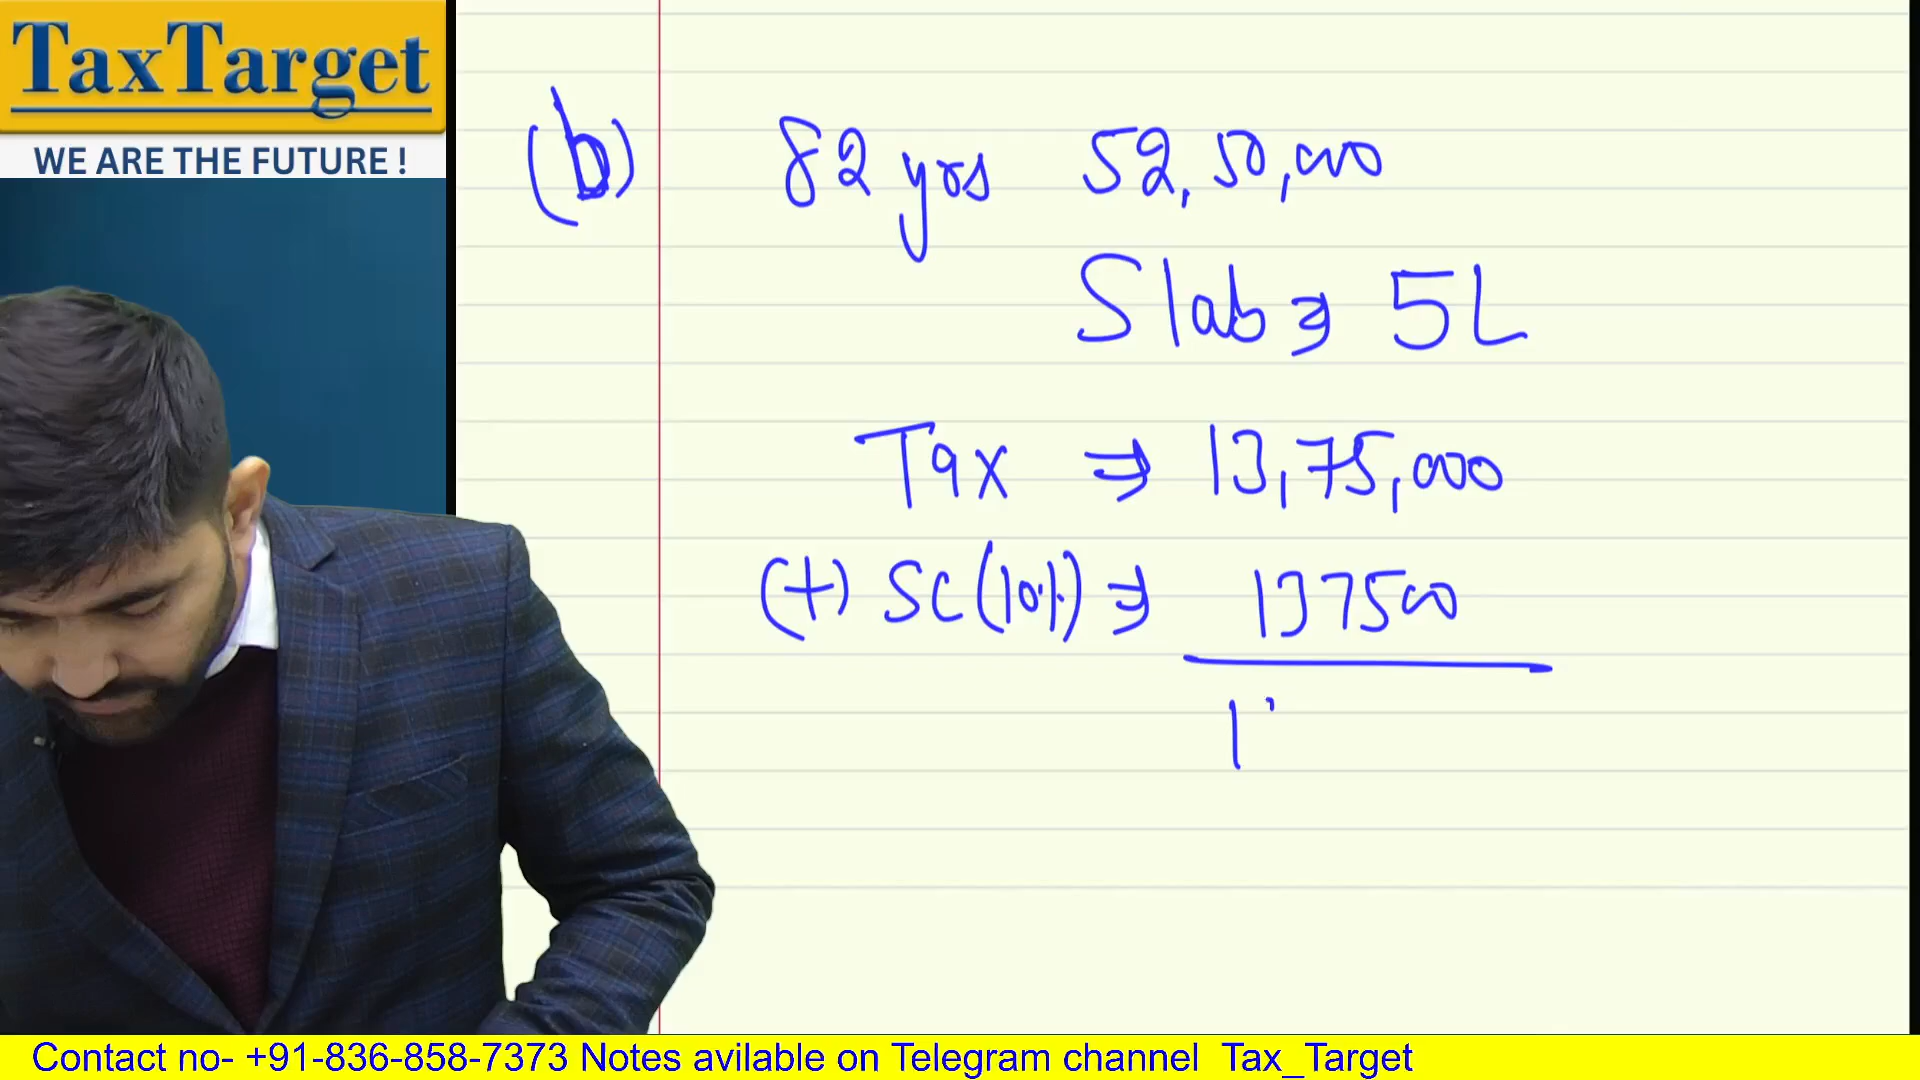 TaxTarget
WE ARE THE FUTURE !
(b) 82 yrs 52,50,000
Slab ⇒ 5L
Tax ⇒ 13,75,000
(+) SC (10%) ⇒ 137500
1
Contact no- +91-836-858-7373 Notes avilable on Telegram channel Tax_Target